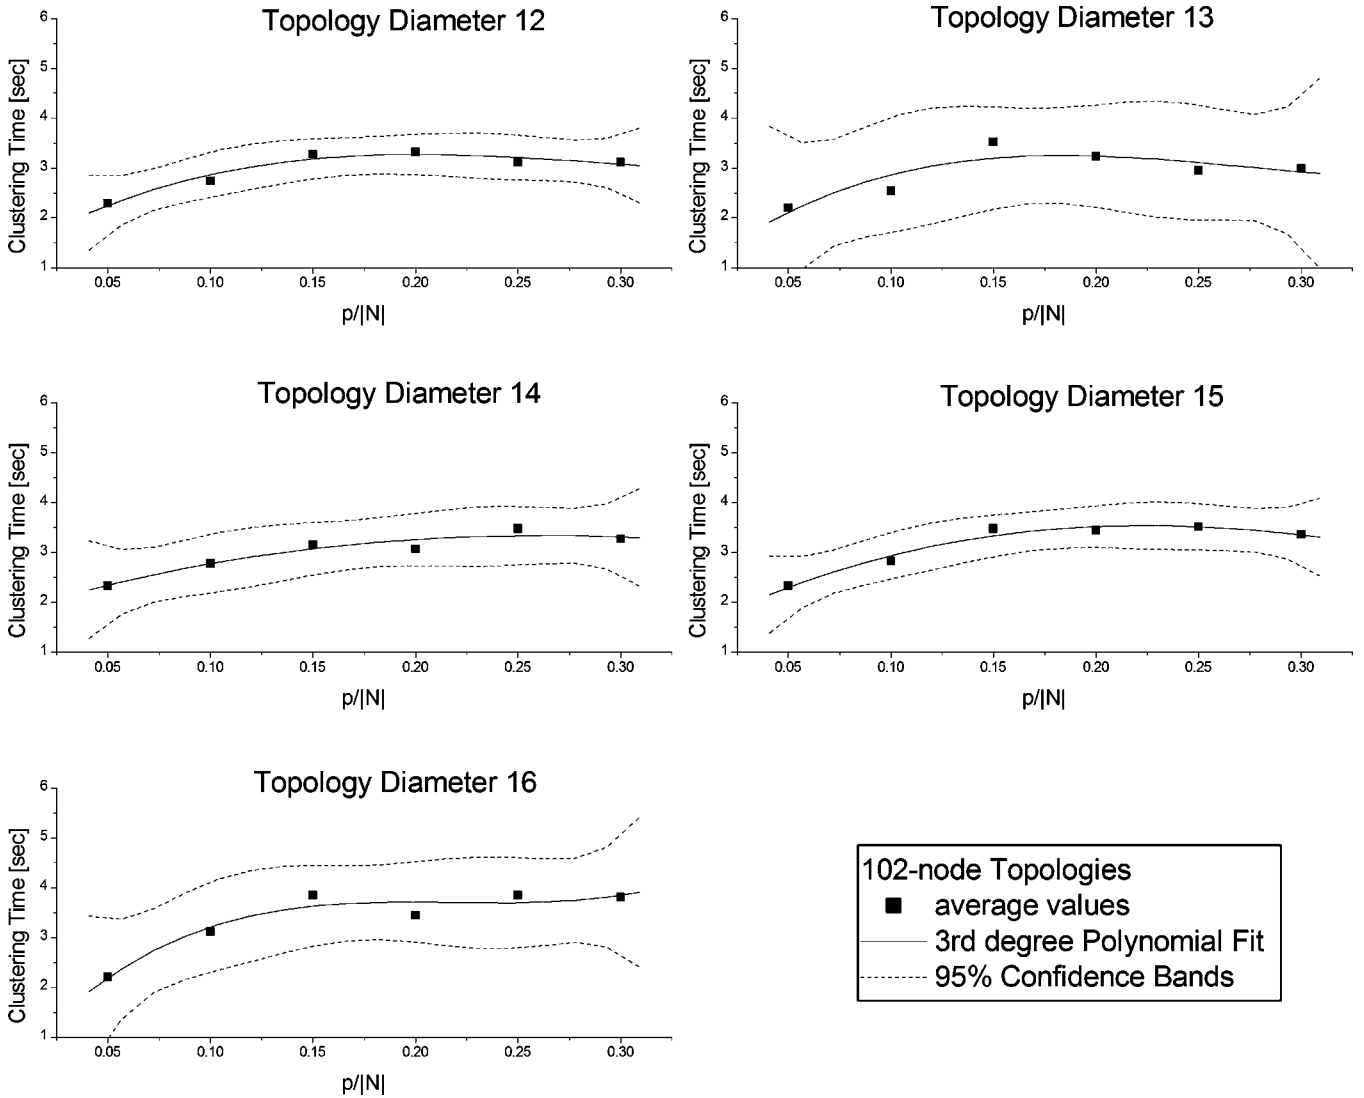 Topology Diameter 12
Clustering Time [sec]
6
5
4
3
2
1
0.05 0.10 0.15 0.20 0.25 0.30
p/|N|
Topology Diameter 13
Clustering Time [sec]
6
5
4
3
2
1
0.05 0.10 0.15 0.20 0.25 0.30
p/|N|
Topology Diameter 14
Clustering Time [sec]
6
5
4
3
2
1
0.05 0.10 0.15 0.20 0.25 0.30
p/|N|
Topology Diameter 15
Clustering Time [sec]
6
5
4
3
2
1
0.05 0.10 0.15 0.20 0.25 0.30
p/|N|
Topology Diameter 16
Clustering Time [sec]
6
5
4
3
2
1
0.05 0.10 0.15 0.20 0.25 0.30
p/|N|
102-node Topologies
average values
3rd degree Polynomial Fit
95% Confidence Bands